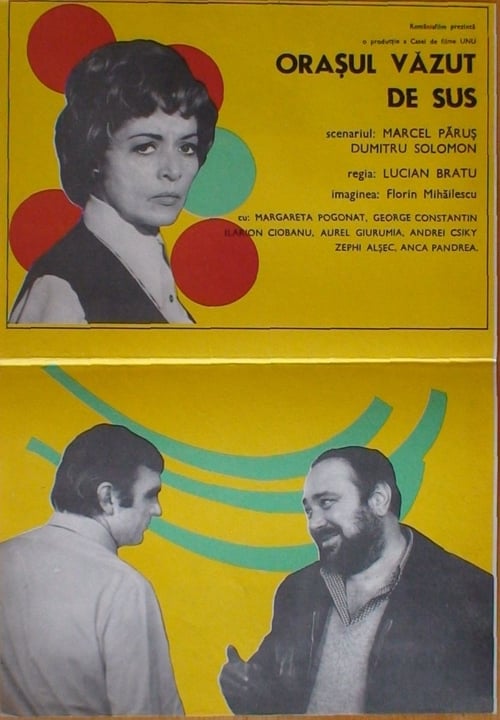 Româniafilm prezintă
o producție a Casei de filme UNU
ORAȘUL VĂZUT
DE SUS
scenariul: MARCEL PĂRUȘ
DUMITRU SOLOMON
regia: LUCIAN BRATU
imaginea: Florin Mihăilescu
cu: MARGARETA POGONAT, GEORGE CONSTANTIN
ILARION CIOBANU, AUREL GIURUMIA, ANDREI CSIKY
ZEPHI ALȘEC, ANCA PANDREA.